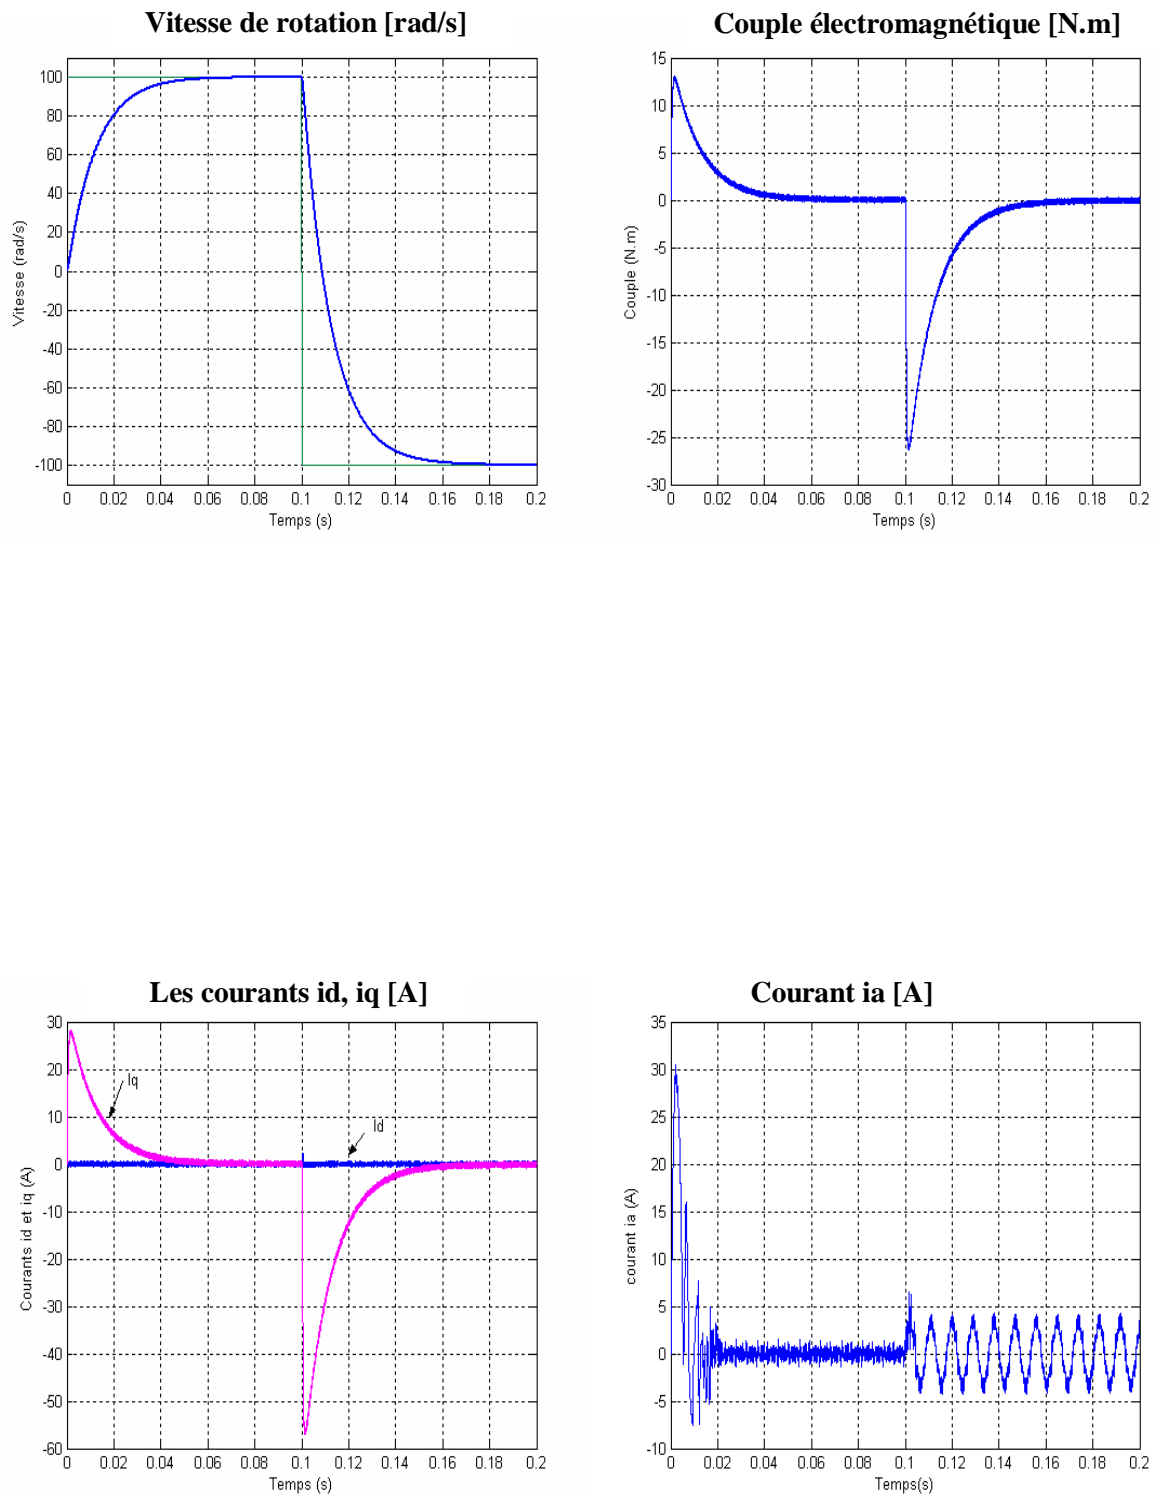 Vitesse de rotation [rad/s]
Couple électromagnétique [N.m]
100
80
60
40
20
0
-20
-40
-60
-80
-100
Vitesse (rad/s)
0 0.02 0.04 0.06 0.08 0.1 0.12 0.14 0.16 0.18 0.2
Temps (s)
15
10
5
0
-5
-10
-15
-20
-25
-30
Couple (N.m)
0 0.02 0.04 0.06 0.08 0.1 0.12 0.14 0.16 0.18 0.2
Temps (s)
Les courants id, iq [A]
Courant ia [A]
30
20
10
0
-10
-20
-30
-40
-50
-60
Courants id et iq (A)
Iq
Id
0 0.02 0.04 0.06 0.08 0.1 0.12 0.14 0.16 0.18 0.2
Temps (s)
35
30
25
20
15
10
5
0
-5
-10
courant ia (A)
0 0.02 0.04 0.06 0.08 0.1 0.12 0.14 0.16 0.18 0.2
Temps(s)